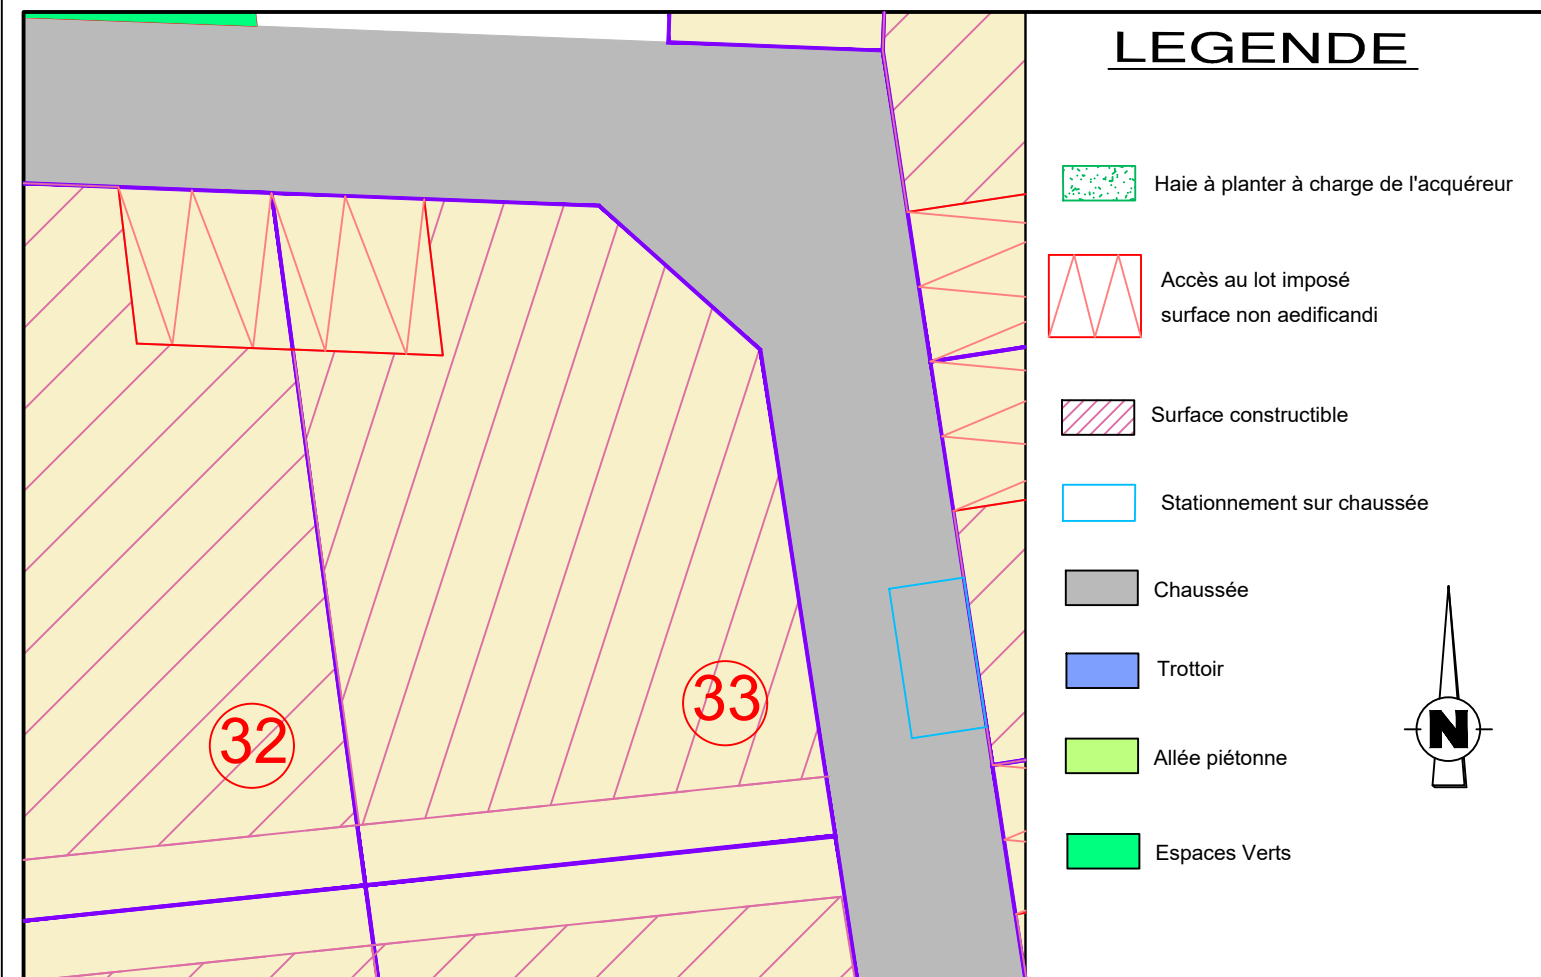 LEGENDE
Haie à planter à charge de l'acquéreur
Accès au lot imposé
surface non aedificandi
Surface constructible
Stationnement sur chaussée
Chaussée
Trottoir
Allée piétonne
Espaces Verts
N
33
32